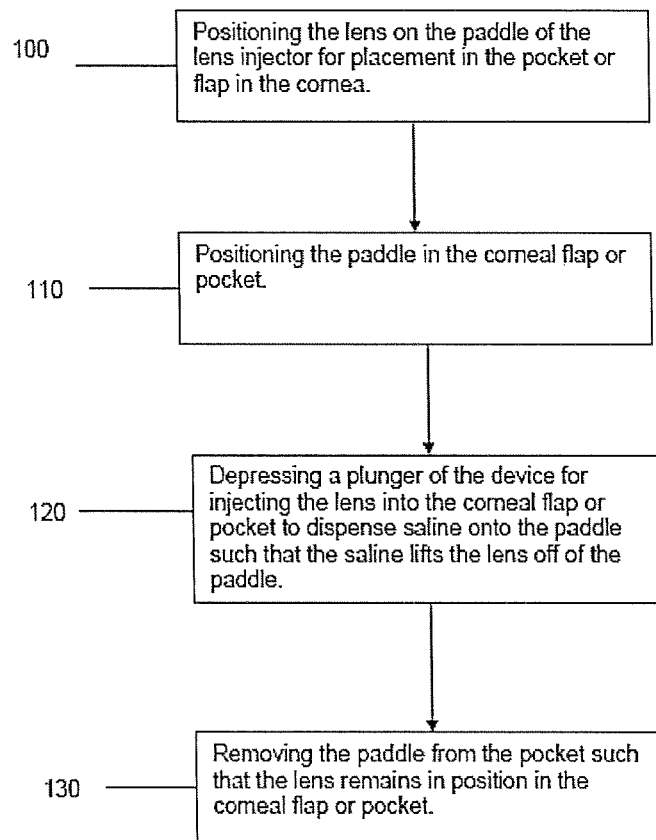 100
Positioning the lens on the paddle of the
lens injector for placement in the pocket or
flap in the cornea.
110
Positioning the paddle in the corneal flap or
pocket.
120
Depressing a plunger of the device for
injecting the lens into the corneal flap or
pocket to dispense saline onto the paddle
such that the saline lifts the lens off of the
paddle.
130
Removing the paddle from the pocket such
that the lens remains in position in the
corneal flap or pocket.